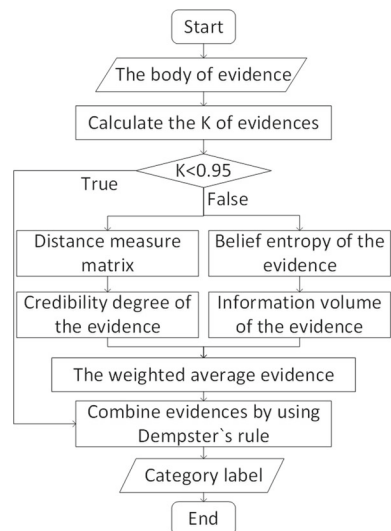 Start
The body of evidence
Calculate the K of evidences
K<0.95
True
False
Distance measure
matrix
Belief entropy of the
evidence
Credibility degree of
the evidence
Information volume
of the evidence
The weighted average evidence
Combine evidences by using
Dempster`s rule
Category label
End